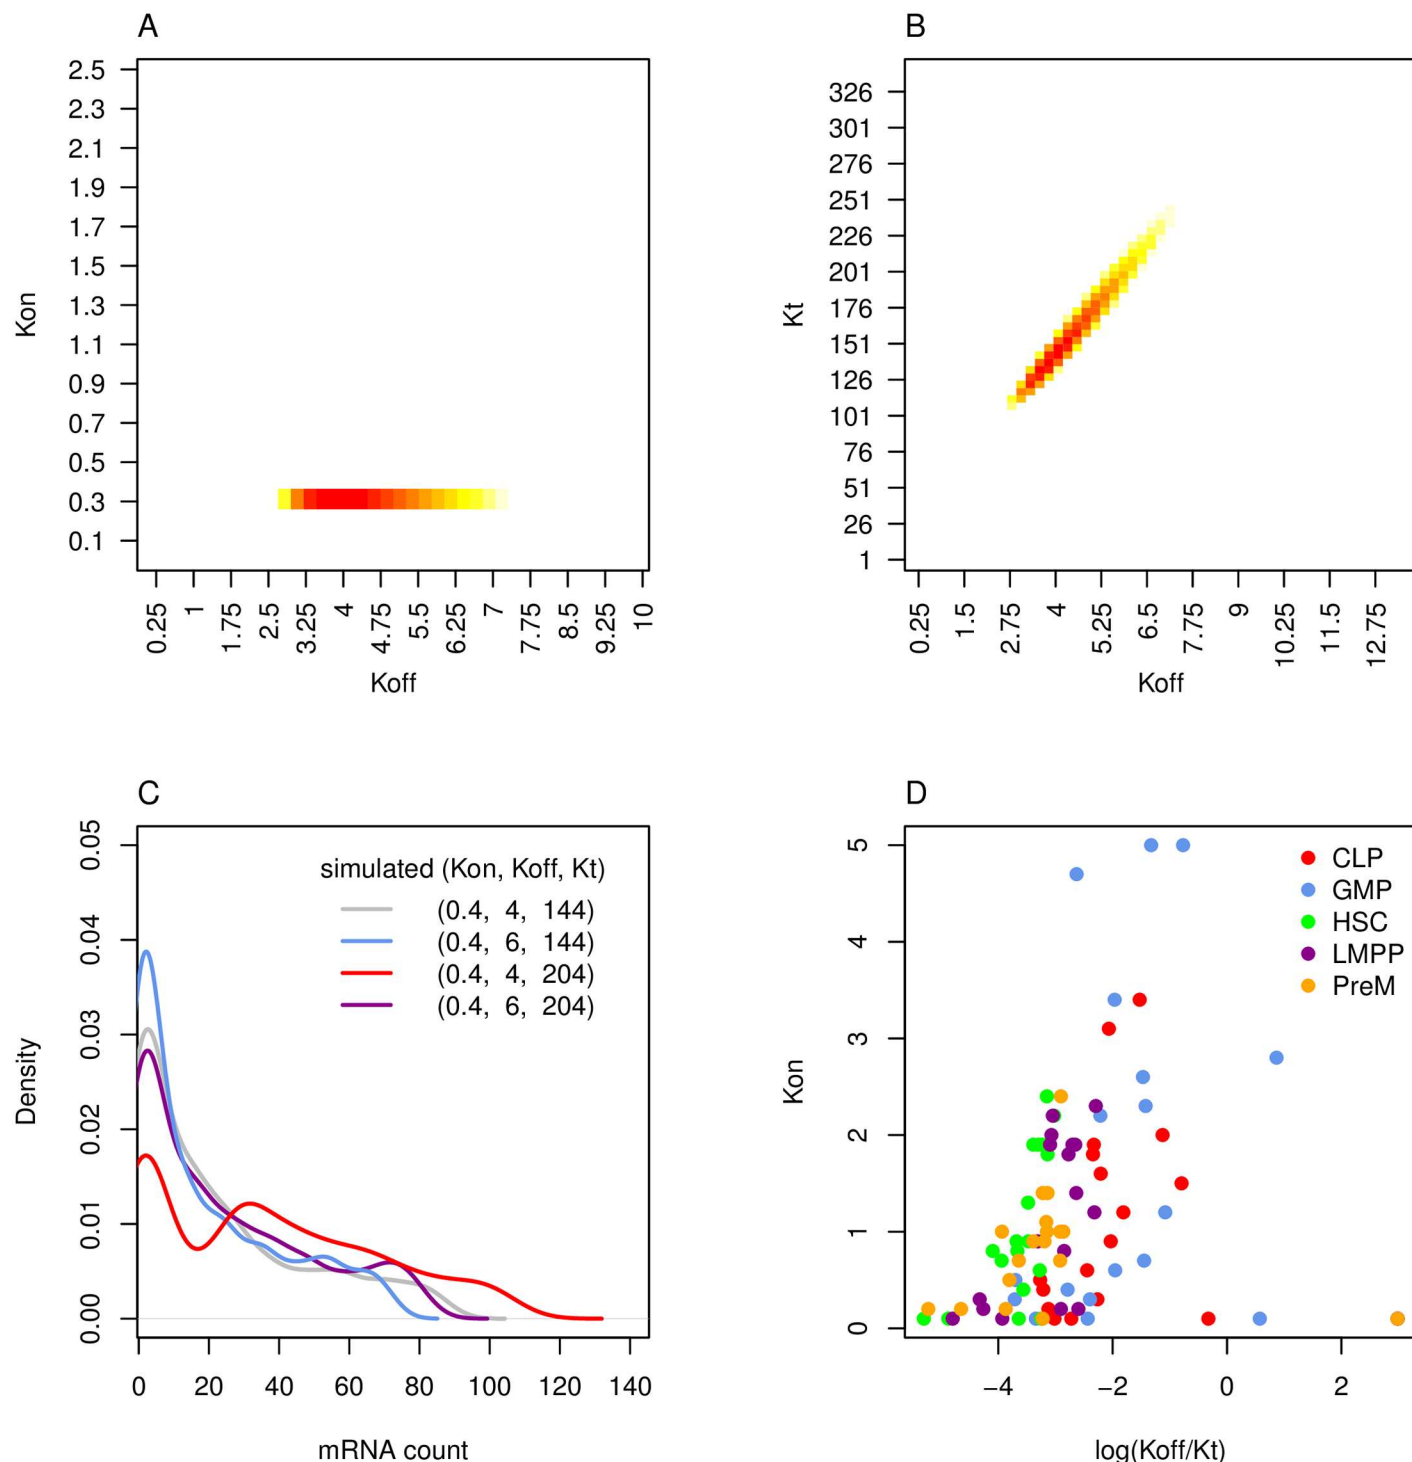 A
2.5
2.3
2.1
1.9
1.7
1.5
1.3
1.1
0.9
0.7
0.5
0.3
0.1
Kon
0.25
1
1.75
2.5
3.25
4
4.75
5.5
6.25
7
7.75
8.5
9.25
10
Koff
B
326
301
276
251
226
201
176
151
126
101
76
51
26
1
Kt
0.25
1.5
2.75
4
5.25
6.5
7.75
9
10.25
11.5
12.75
Koff
C
0.05
0.04
0.03
0.02
0.01
0.00
Density
simulated (Kon, Koff, Kt)
(0.4, 4, 144)
(0.4, 6, 144)
(0.4, 4, 204)
(0.4, 6, 204)
0 20 40 60 80 100 120 140
mRNA count
D
5
4
3
2
1
0
Kon
CLP
GMP
HSC
LMPP
PreM
−4 −2 0 2
log(Koff/Kt)